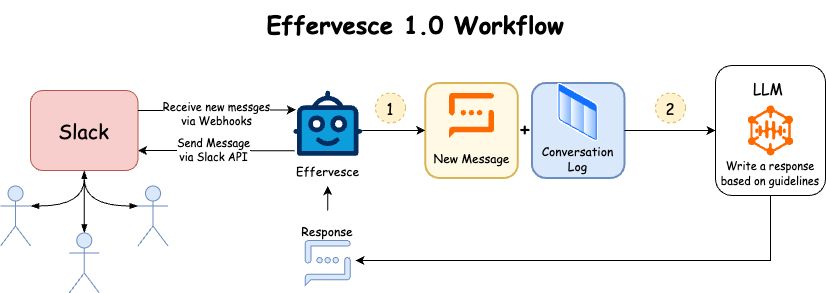 Effervesce 1.0 Workflow
Slack
Receive new messges
via Webhooks
Send Message
via Slack API
Effervesce
1
New Message
+
Conversation
Log
2
LLM
Write a response
based on guidelines
Response